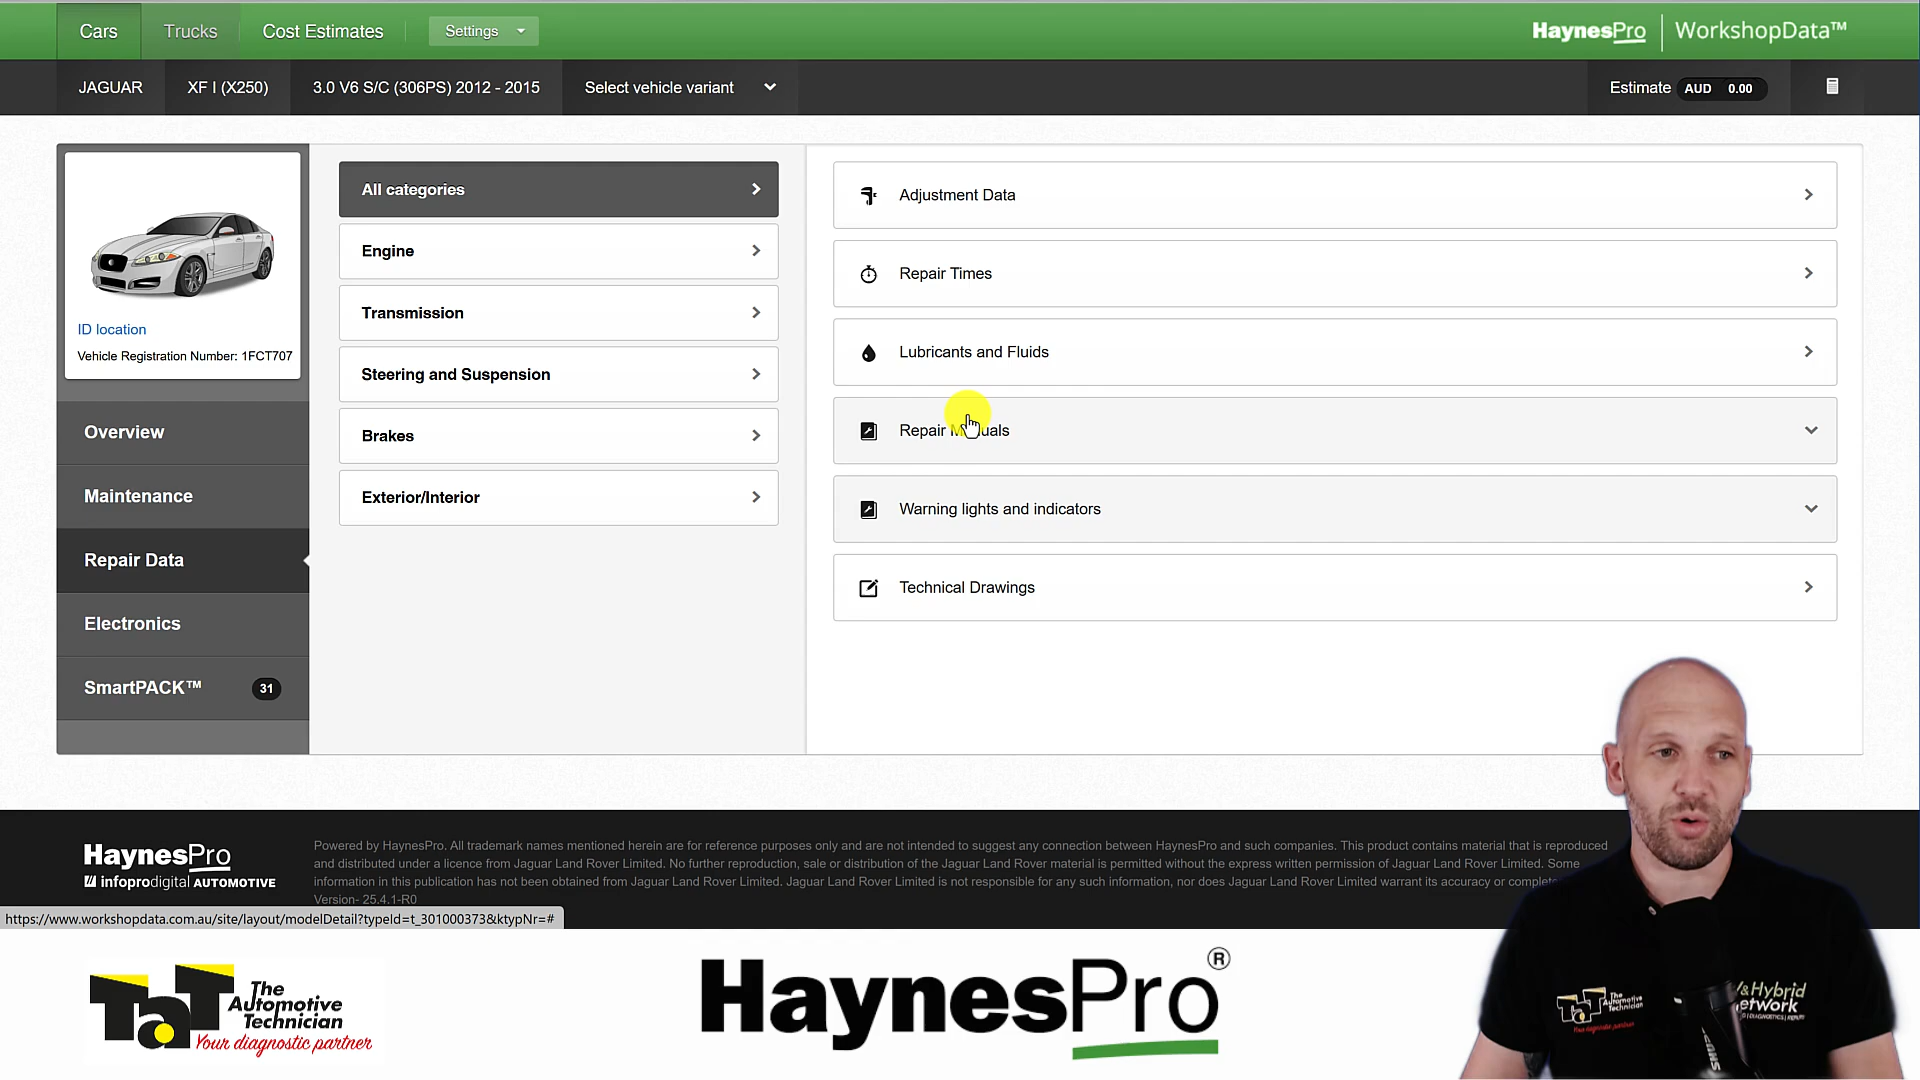 Cars
Trucks
Cost Estimates
Settings
HaynesPro
WorkshopData™
JAGUAR
XF I (X250)
3.0 V6 S/C (306PS) 2012 - 2015
Select vehicle variant
Estimate
AUD 0.00
ID location
Vehicle Registration Number: 1FCT707
Overview
Maintenance
Repair Data
Electronics
SmartPACK™
31
All categories
Engine
Transmission
Steering and Suspension
Brakes
Exterior/Interior
Adjustment Data
Repair Times
Lubricants and Fluids
Repair
Warning lights and indicators
Technical Drawings
HaynesPro
infoprodigital AUTOMOTIVE
Powered by HaynesPro. All trademark names mentioned herein are for reference purposes only and are not intended to suggest any connection between HaynesPro and such companies. This product contains material that is reproduced
and distributed under a licence from Jaguar Land Rover Limited. No further reproduction, sale or distribution of the Jaguar Land Rover material is permitted without the express written permission of Jaguar Land Rover Limited. Some
information in this publication has not been obtained from Jaguar Land Rover Limited. Jaguar Land Rover Limited is not responsible for any such information, nor does Jaguar Land Rover Limited warrant its accuracy or
Version- 25.4.1-R0
https://www.workshopdata.com.au/site/layout/modelDetail?typeId=t_301000373&ktypNr=#
TaT
The
Automotive
Technician
Your diagnostic partner
HaynesPro®
TaT
The
Automotive
Technician
& Hybrid
SHURE